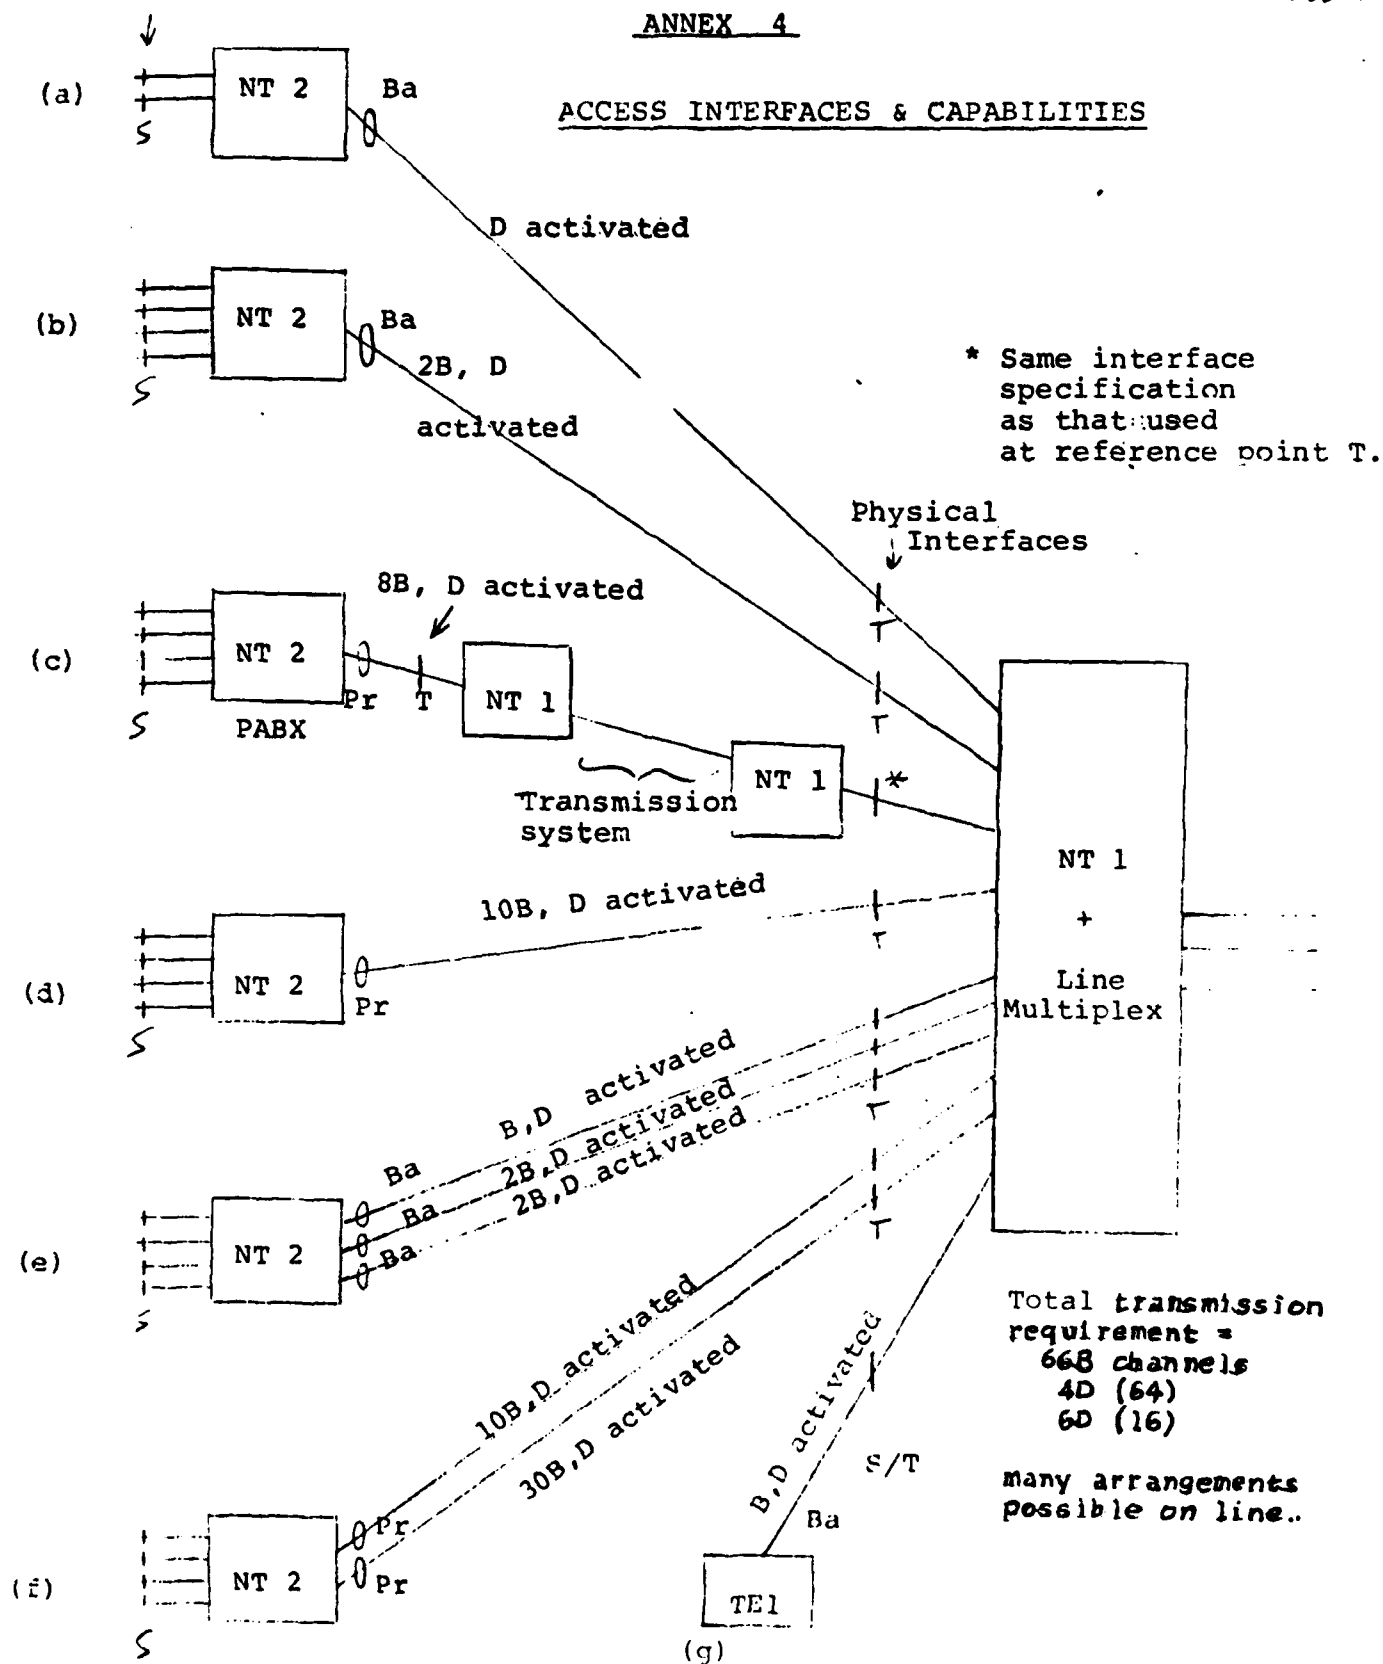 ANNEX 4
ACCESS INTERFACES & CAPABILITIES
(a)
NT 2
Ba
S
D activated
(b)
NT 2
Ba
S
2B, D
activated
* Same interface
specification
as that used
at reference point T.
Physical
Interfaces
T
T
8B, D activated
(c)
NT 2
Pr
T
NT 1
S
PABX
Transmission
system
NT 1
*
NT 1
+
Line
Multiplex
10B, D activated
T
(d)
NT 2
Pr
S
B,D activated
2B,D activated
2B,D activated
T
Ba
Ba
Ba
(e)
NT 2
S
T
10B,D activated
30B,D activated
B,D activated
S/T
Ba
Total transmission
requirement =
66B channels
4D (64)
6D (16)
many arrangements
possible on line..
(f)
NT 2
Pr
Pr
S
TE1
(g)